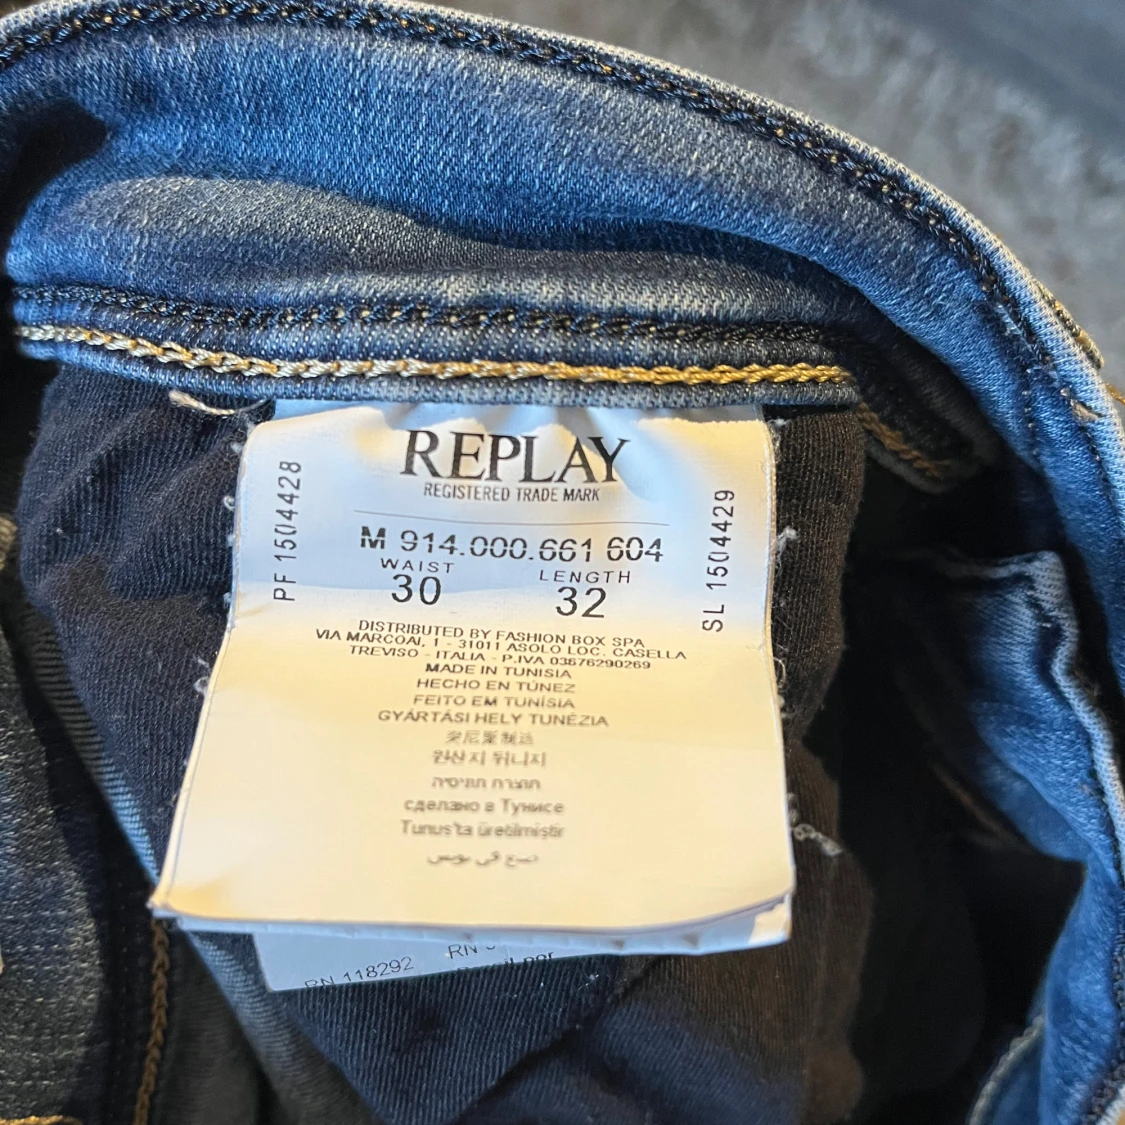 REPLAY
REGISTERED TRADE MARK
PF 1504428
SL 1504429
M 914.000.661 604
WAIST LENGTH
30 32
DISTRIBUTED BY FASHION BOX SPA
VIA MARCOAI, 1 - 31011 ASOLO LOC. CASELLA
TREVISO - ITALIA - P.IVA 03676290269
MADE IN TUNISIA
HECHO EN TÚNEZ
FEITO EM TUNÍSIA
GYÁRTÁSI HELY TUNÉZIA
突尼斯制造
원산지 튀니지
תוצרת תוניסיה
сделано в Тунисе
Tunus'ta üretilmiştir
صنع في تونس
RN 118292
RN